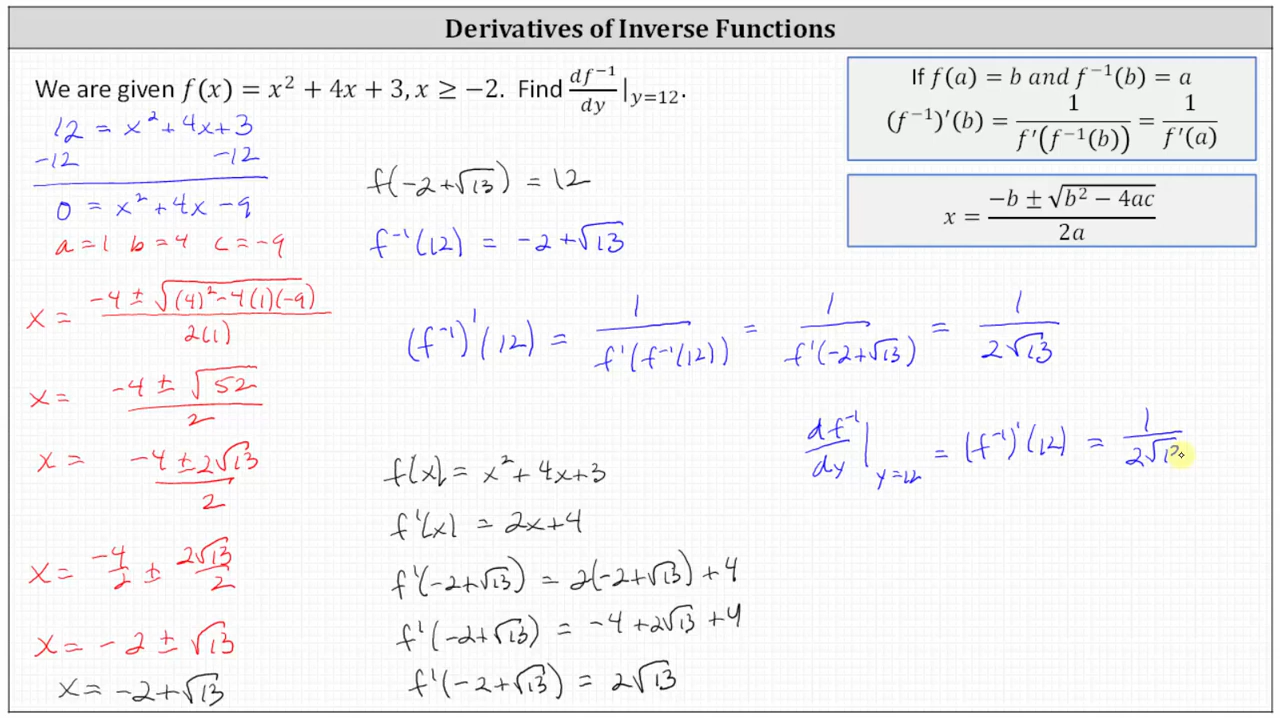 Derivatives of Inverse Functions
We are given f(x) = x² + 4x + 3, x ≥ −2. Find df⁻¹/dy |y=12.
12 = x² + 4x + 3
−12 −12
0 = x² + 4x − 9
a = 1 b = 4 c = −9
x = (−4 ± √((4)² − 4(1)(−9)))/2(1)
x = (−4 ± √52)/2
x = (−4 ± 2√13)/2
x = −4/2 ± 2√13/2
x = −2 ± √13
x = −2 + √13
f(−2 + √13) = 12
f⁻¹(12) = −2 + √13
(f⁻¹)'(12) = 1/f'(f⁻¹(12)) = 1/f'(−2 + √13) = 1/2√13
f(x) = x² + 4x + 3
f'(x) = 2x + 4
f'(−2 + √13) = 2(−2 + √13) + 4
f'(−2 + √13) = −4 + 2√13 + 4
f'(−2 + √13) = 2√13
If f(a) = b and f⁻¹(b) = a
(f⁻¹)′(b) = 1/f′(f⁻¹(b)) = 1/f′(a)
x = (−b ± √(b² − 4ac))/2a
df⁻¹/dy |y=12 = (f⁻¹)'(12) = 1/2√13